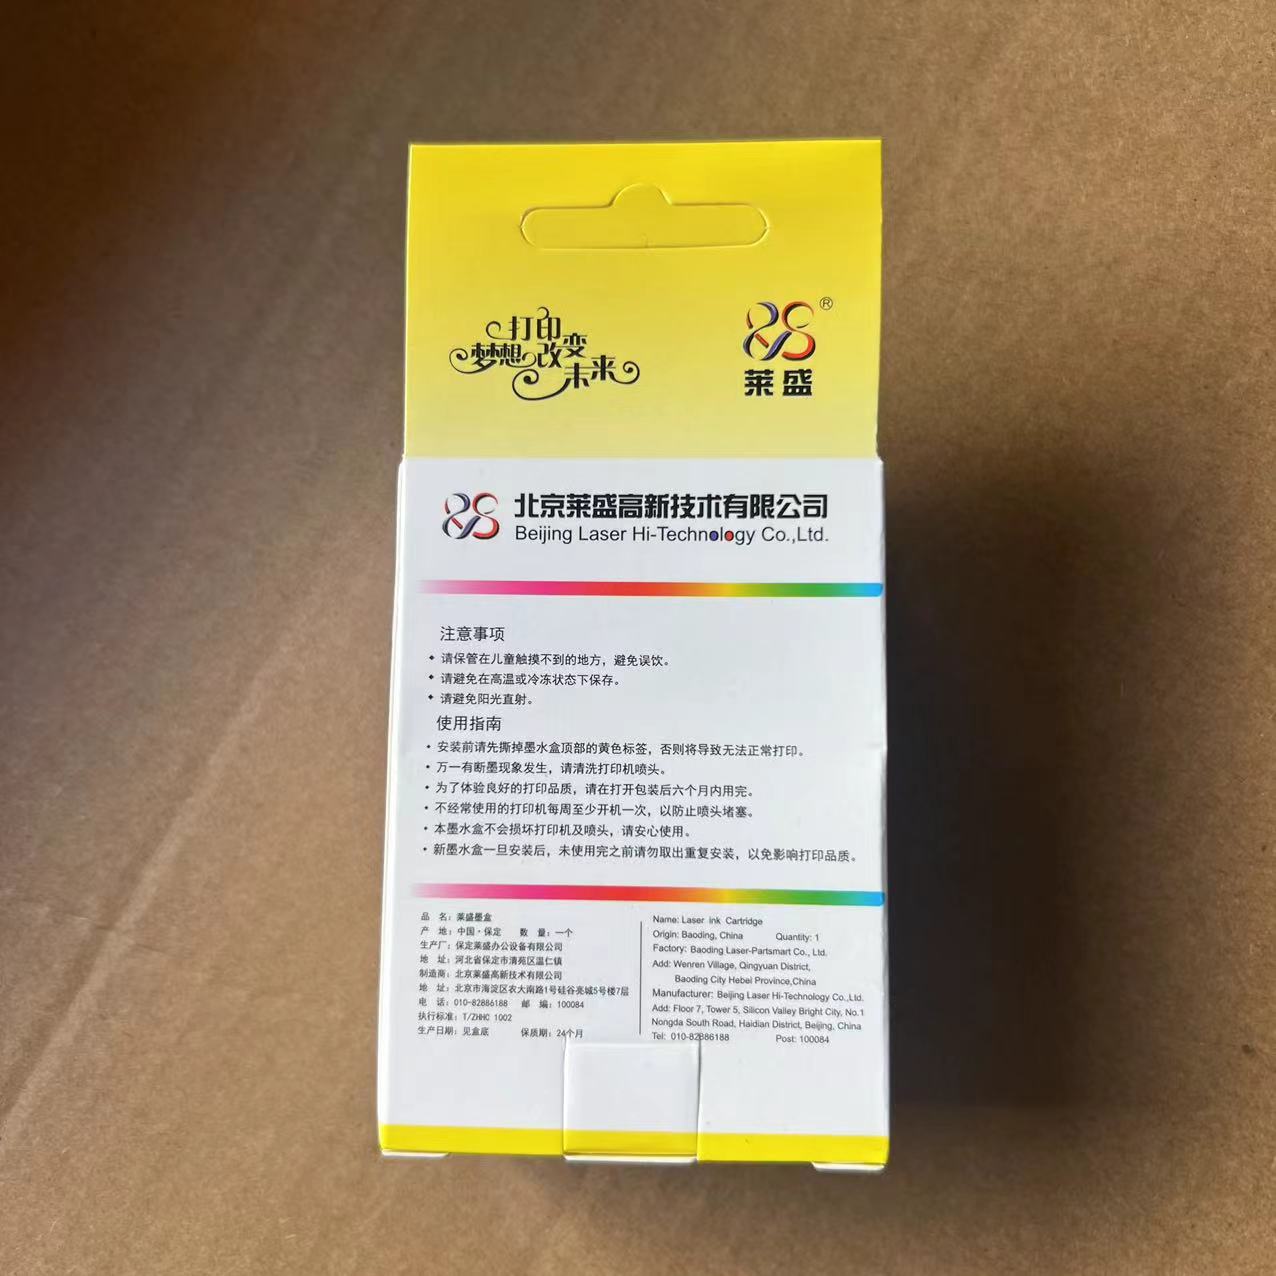 打印
梦想 改变
未来
®
莱盛
北京莱盛高新技术有限公司
Beijing Laser Hi-Technology Co.,Ltd.
注意事项
◆ 请保管在儿童触摸不到的地方，避免误饮。
◆ 请避免在高温或冷冻状态下保存。
◆ 请避免阳光直射。
使用指南
• 安装前请先撕掉墨水盒顶部的黄色标签，否则将导致无法正常打印。
• 万一有断墨现象发生，请清洗打印机喷头。
• 为了体验良好的打印品质，请在打开包装后六个月内用完。
• 不经常使用的打印机每周至少开机一次，以防止喷头堵塞。
• 本墨水盒不会损坏打印机及喷头，请安心使用。
• 新墨水盒一旦安装后，未使用完之前请勿取出重复安装，以免影响打印品质。
品 名：莱盛墨盒
产 地：中国·保定 数 量：一个
生产厂：保定莱盛办公设备有限公司
地 址：河北省保定市清苑区温仁镇
制造商：北京莱盛高新技术有限公司
地 址：北京市海淀区农大南路1号硅谷亮城5号楼7层
电 话：010-82886188 邮 编：100084
执行标准：T/ZHHC 1002
生产日期：见盒底 保质期：24个月
Name: Laser ink Cartridge
Origin: Baoding, China Quantity: 1
Factory: Baoding Laser-Partsmart Co., Ltd.
Add: Wenren Village, Qingyuan District,
Baoding City Hebei Province,China
Manufacturer: Beijing Laser Hi-Technology Co.,Ltd.
Add: Floor 7, Tower 5, Silicon Valley Bright City, No.1
Nongda South Road, Haidian District, Beijing, China
Tel: 010-82886188 Post: 100084